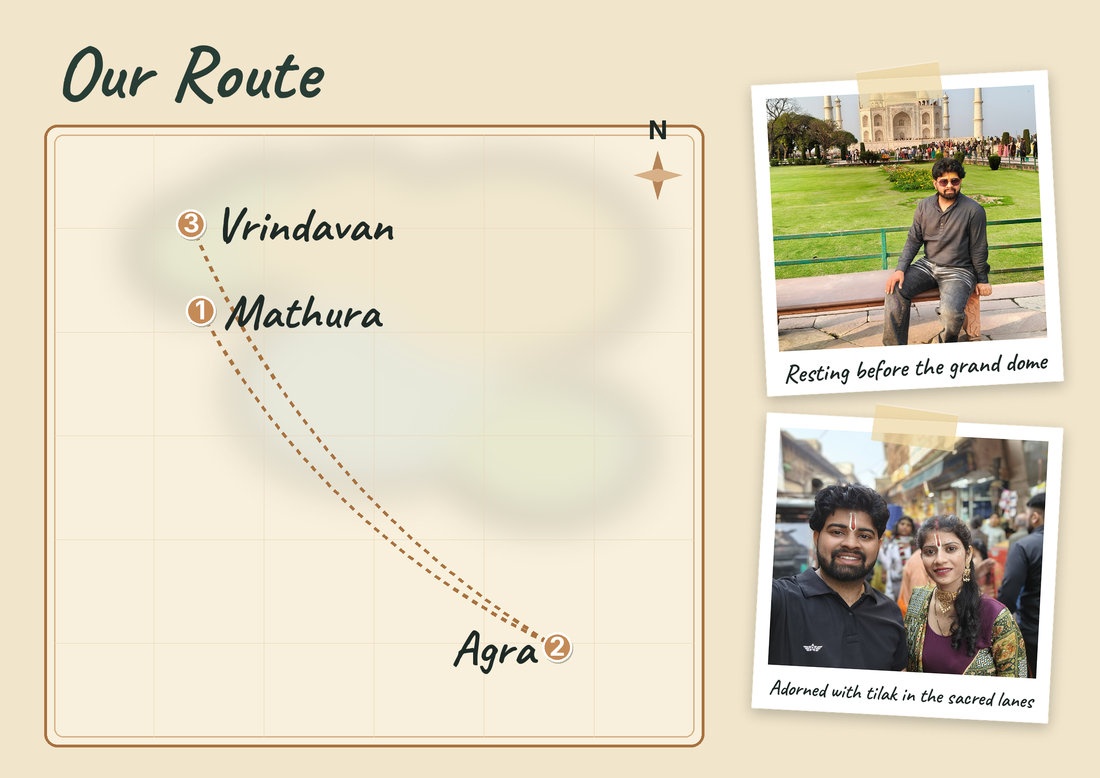 Our Route
N
3 Vrindavan
1 Mathura
Agra 2
Resting before the grand dome
Adorned with tilak in the sacred lanes